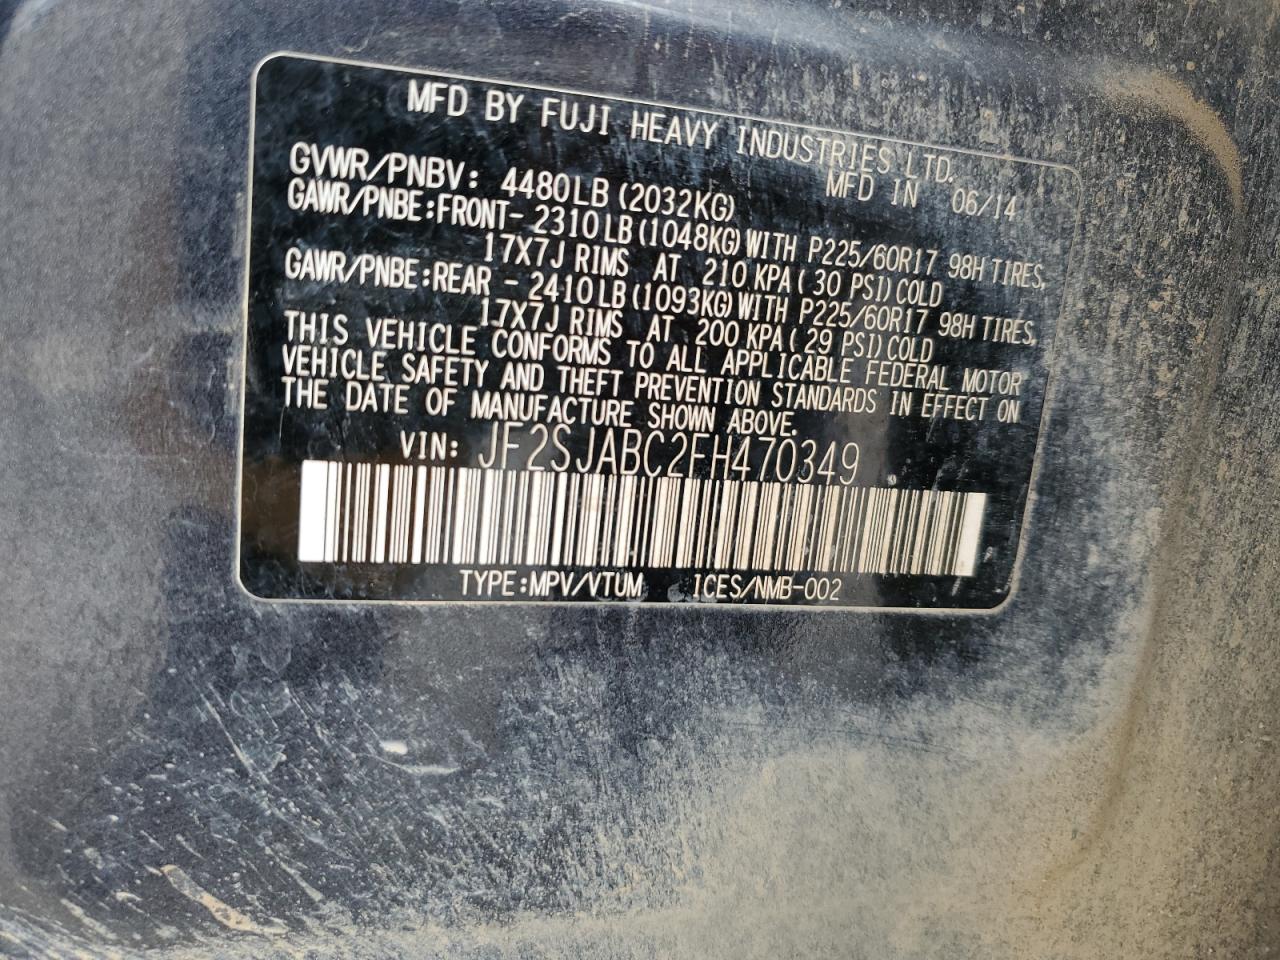 MFD BY FUJI HEAVY INDUSTRIES LTD.
MFD IN 06/14
GVWR/PNBV: 4480LB (2032KG)
GAWR/PNBE:FRONT- 2310LB(1048KG)WITH P225/60R17 98H TIRES,
17X7J RIMS AT 210 KPA( 30 PSI)COLD
GAWR/PNBE:REAR - 2410LB(1093KG)WITH P225/60R17 98H TIRES,
17X7J RIMS AT 200 KPA( 29 PSI)COLD
THIS VEHICLE CONFORMS TO ALL APPLICABLE FEDERAL MOTOR
VEHICLE SAFETY AND THEFT PREVENTION STANDARDS IN EFFECT ON
THE DATE OF MANUFACTURE SHOWN ABOVE.
VIN: JF2SJABC2FH470349
TYPE:MPV/VTUM ICES/NMB-002